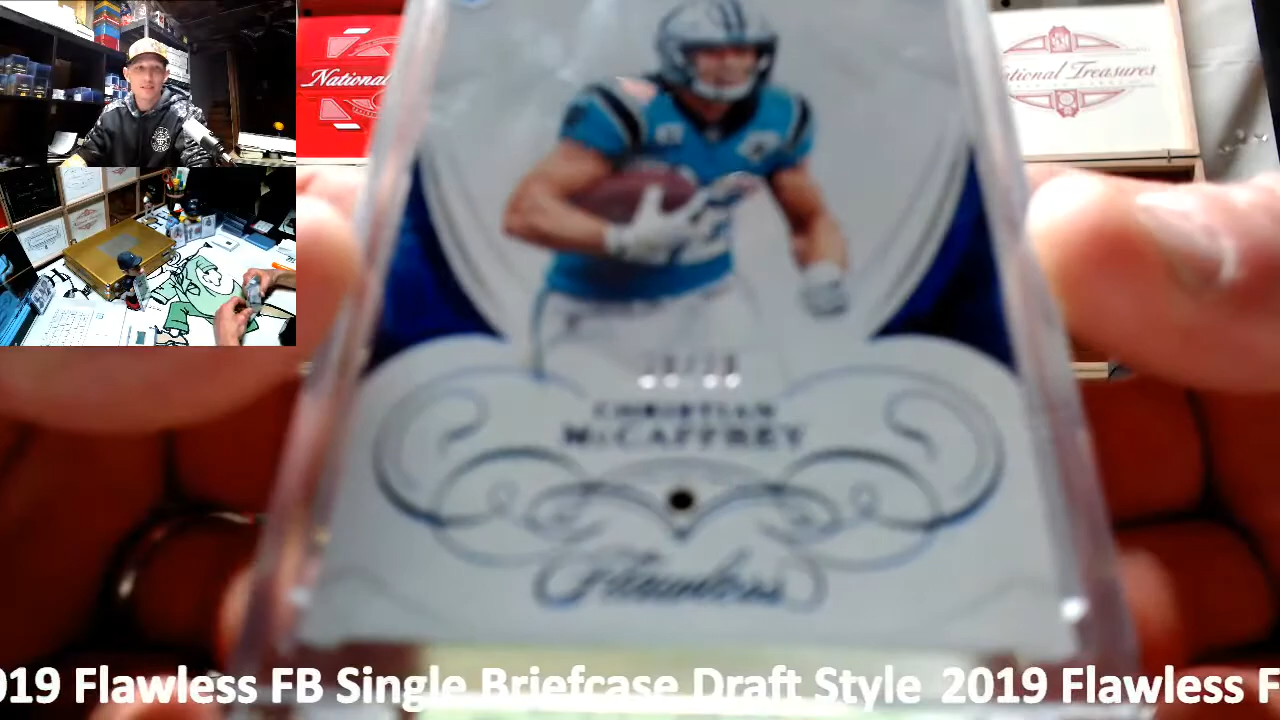 National
National Treasures
CHRISTIAN
McCAFFREY
Flawless
019 Flawless FB Single Briefcase Draft Style 2019 Flawless F